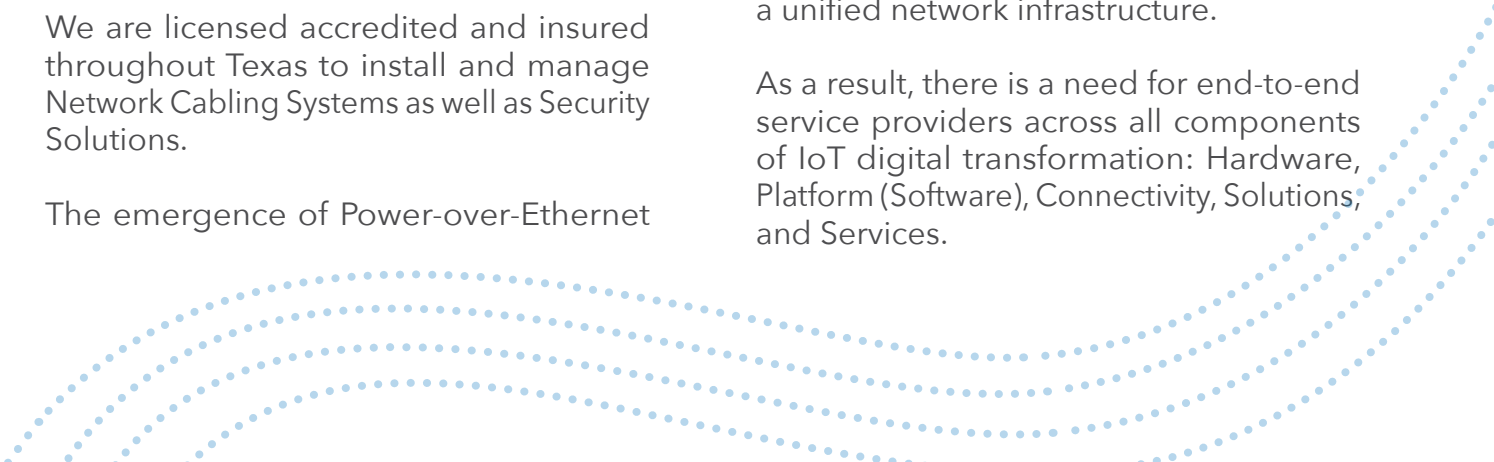 We are licensed accredited and insured
throughout Texas to install and manage
Network Cabling Systems as well as Security
Solutions.
The emergence of Power-over-Ethernet
a unified network infrastructure.
As a result, there is a need for end-to-end
service providers across all components
of IoT digital transformation: Hardware,
Platform (Software), Connectivity, Solutions,
and Services.